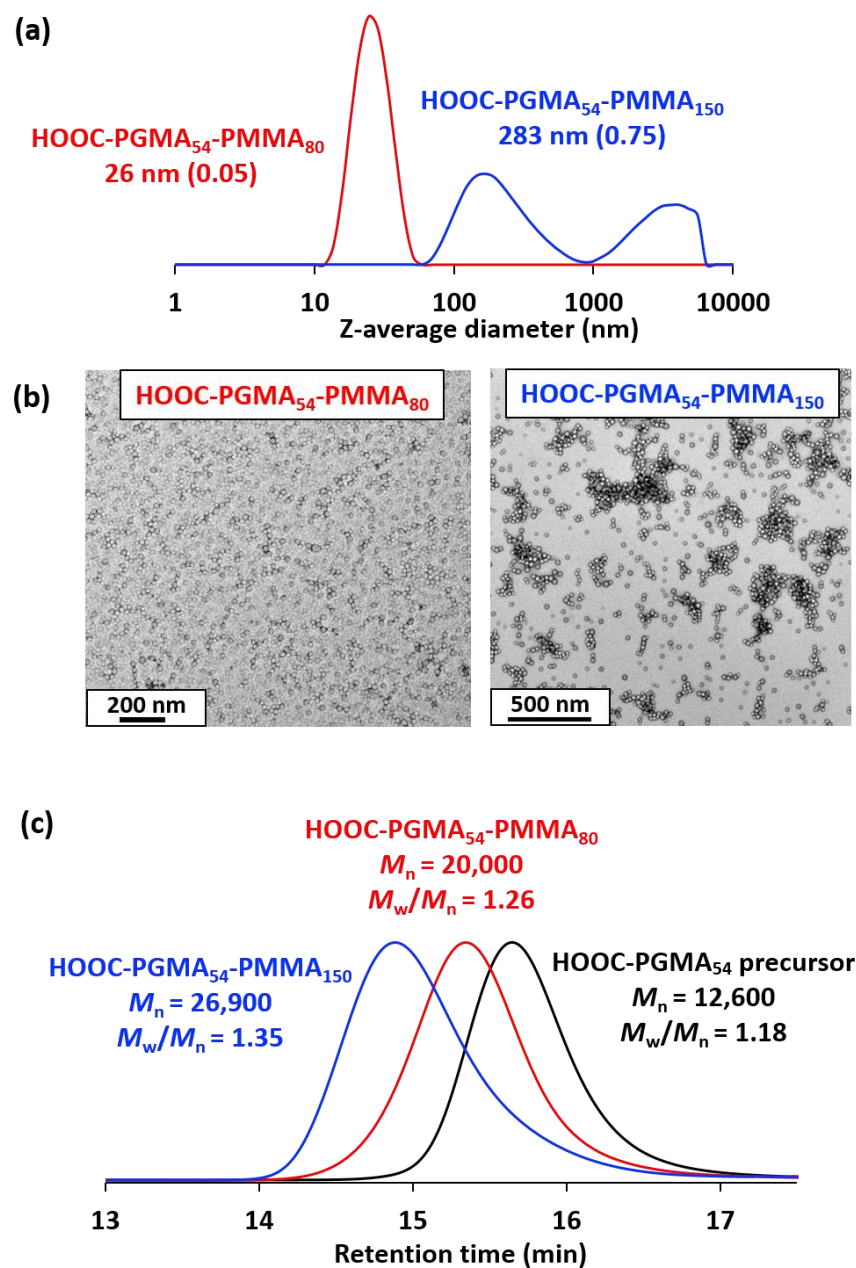 (a)
HOOC-PGMA₅₄-PMMA₈₀
26 nm (0.05)
HOOC-PGMA₅₄-PMMA₁₅₀
283 nm (0.75)
1 10 100 1000 10000
Z-average diameter (nm)
(b)
HOOC-PGMA₅₄-PMMA₈₀
200 nm
HOOC-PGMA₅₄-PMMA₁₅₀
500 nm
(c)
HOOC-PGMA₅₄-PMMA₈₀
Mₙ = 20,000
M_w/Mₙ = 1.26
HOOC-PGMA₅₄-PMMA₁₅₀
Mₙ = 26,900
M_w/Mₙ = 1.35
HOOC-PGMA₅₄ precursor
Mₙ = 12,600
M_w/Mₙ = 1.18
13 14 15 16 17
Retention time (min)